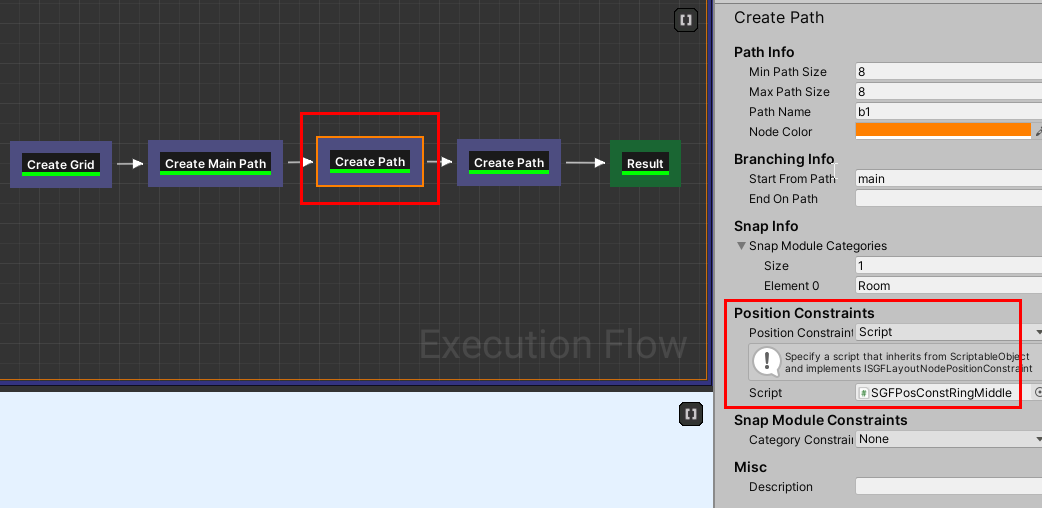 Create Grid
Create Main Path
Create Path
Create Path
Result
Execution Flow
Create Path
Path Info
Min Path Size 8
Max Path Size 8
Path Name b1
Node Color
Branching Info
Start From Path main
End On Path
Snap Info
Snap Module Categories
Size 1
Element 0 Room
Position Constraints
Position Constraint Script
Specify a script that inherits from ScriptableObject
and implements ISGFLayoutNodePositionConstraint
Script SGFPosConstRingMiddle
Snap Module Constraints
Category Constrai None
Misc
Description